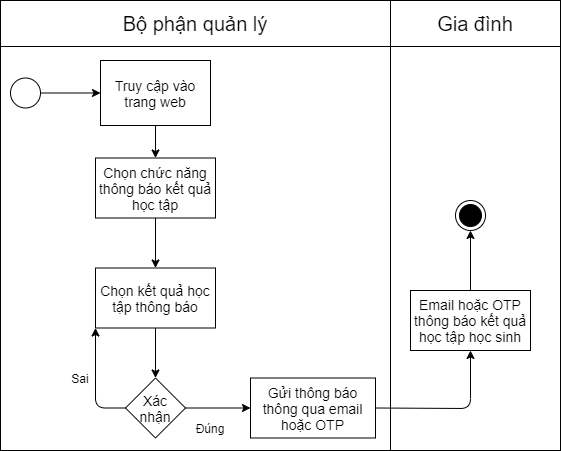 Bộ phận quản lý
Gia đình
Truy cập vào
trang web
Chọn chức năng
thông báo kết quả
học tập
Chọn kết quả học
tập thông báo
Email hoặc OTP
thông báo kết quả
học tập học sinh
Sai
Xác
nhận
Đúng
Gửi thông báo
thông qua email
hoặc OTP